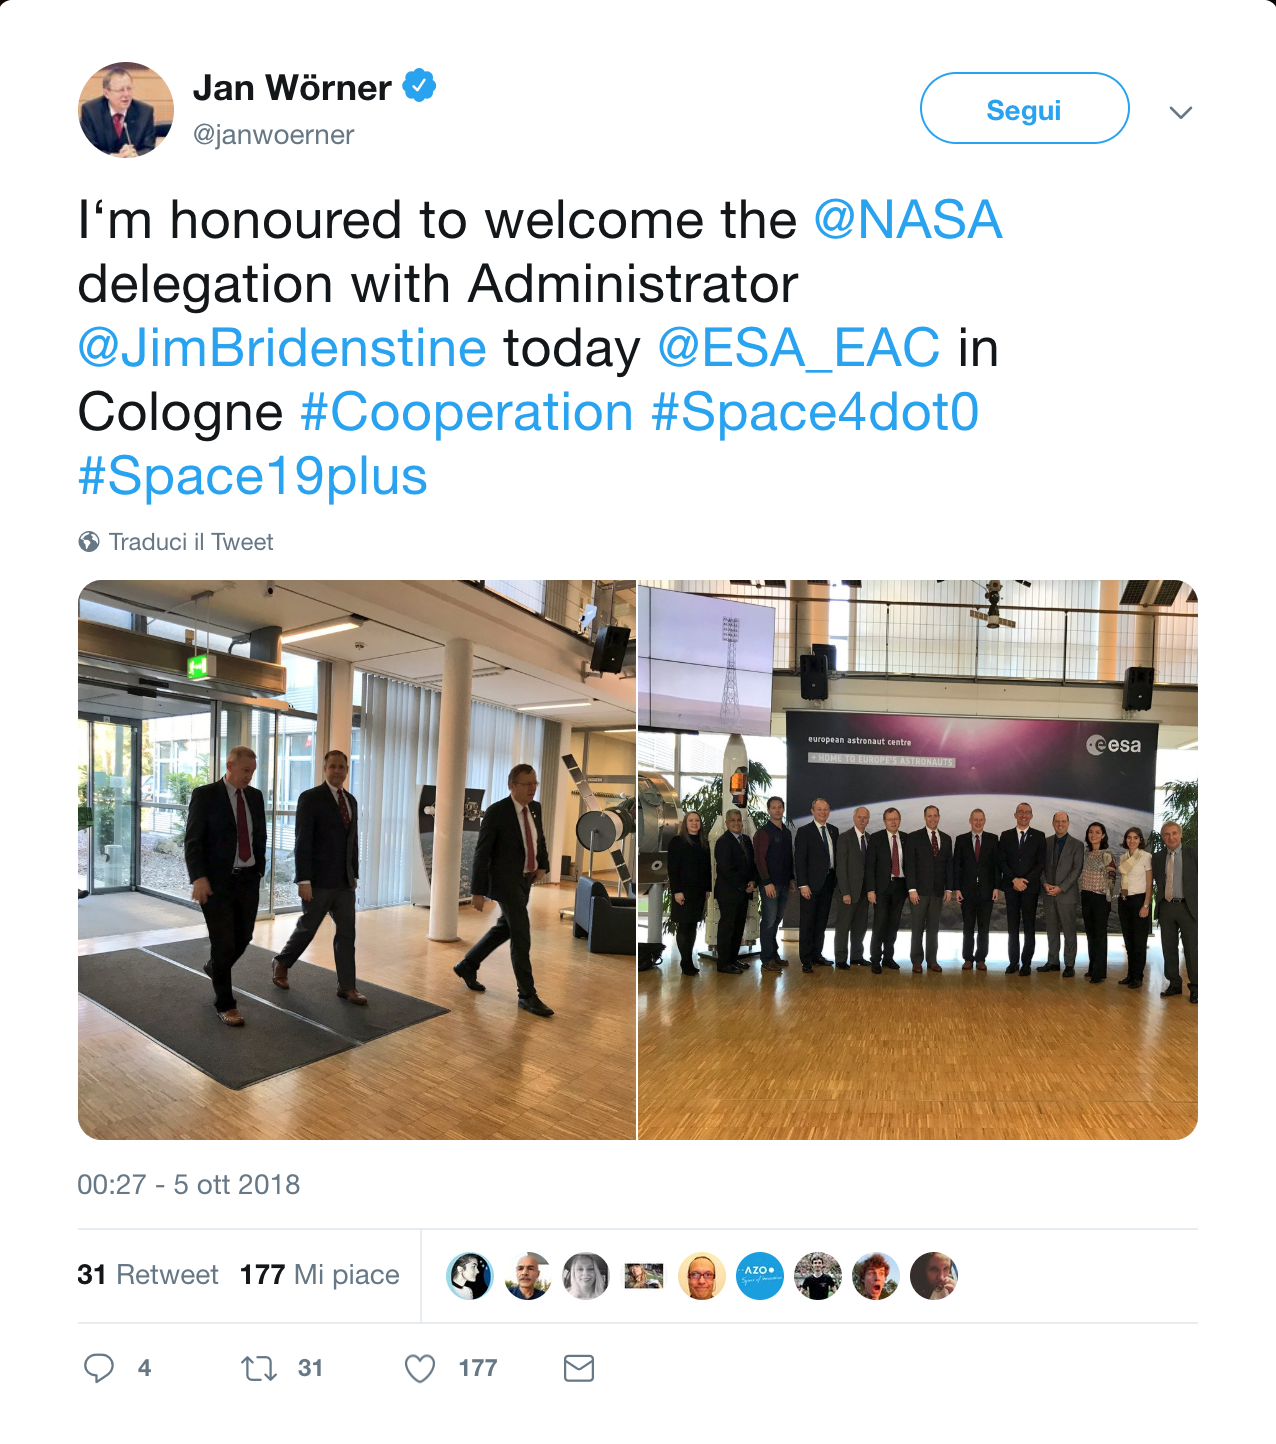 Jan Wörner
@janwoerner
Segui
I‘m honoured to welcome the @NASA
delegation with Administrator
@JimBridenstine today @ESA_EAC in
Cologne #Cooperation #Space4dot0
#Space19plus
Traduci il Tweet
european astronaut centre
→ HOME TO EUROPE'S ASTRONAUTS
esa
00:27 - 5 ott 2018
31 Retweet 177 Mi piace
AZO
4 31 177